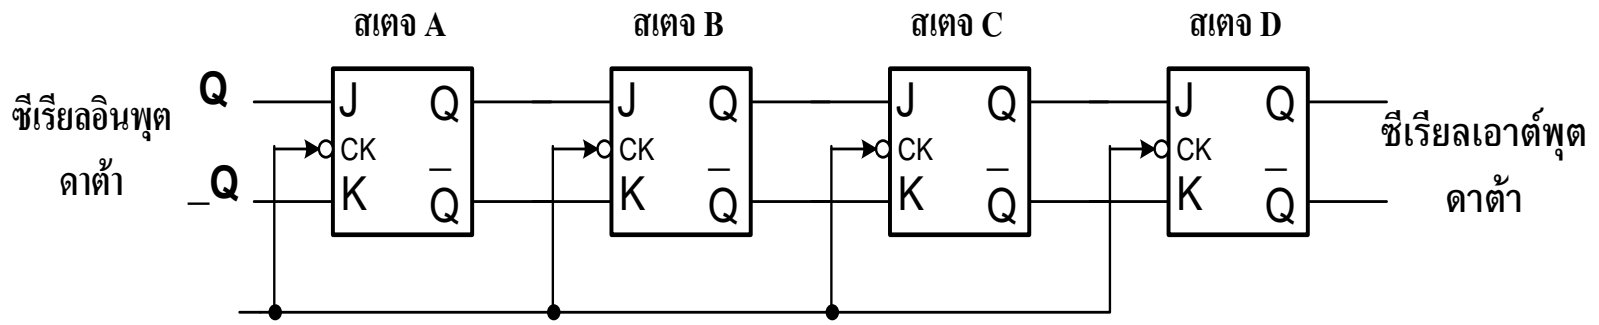 สเตจ A
สเตจ B
สเตจ C
สเตจ D
ซีเรียลอินพุต
ดาต้า
Q
_Q
J
Q
CK
K
Q̅
J
Q
CK
K
Q̅
J
Q
CK
K
Q̅
J
Q
CK
K
Q̅
ซีเรียลเอาต์พุต
ดาต้า